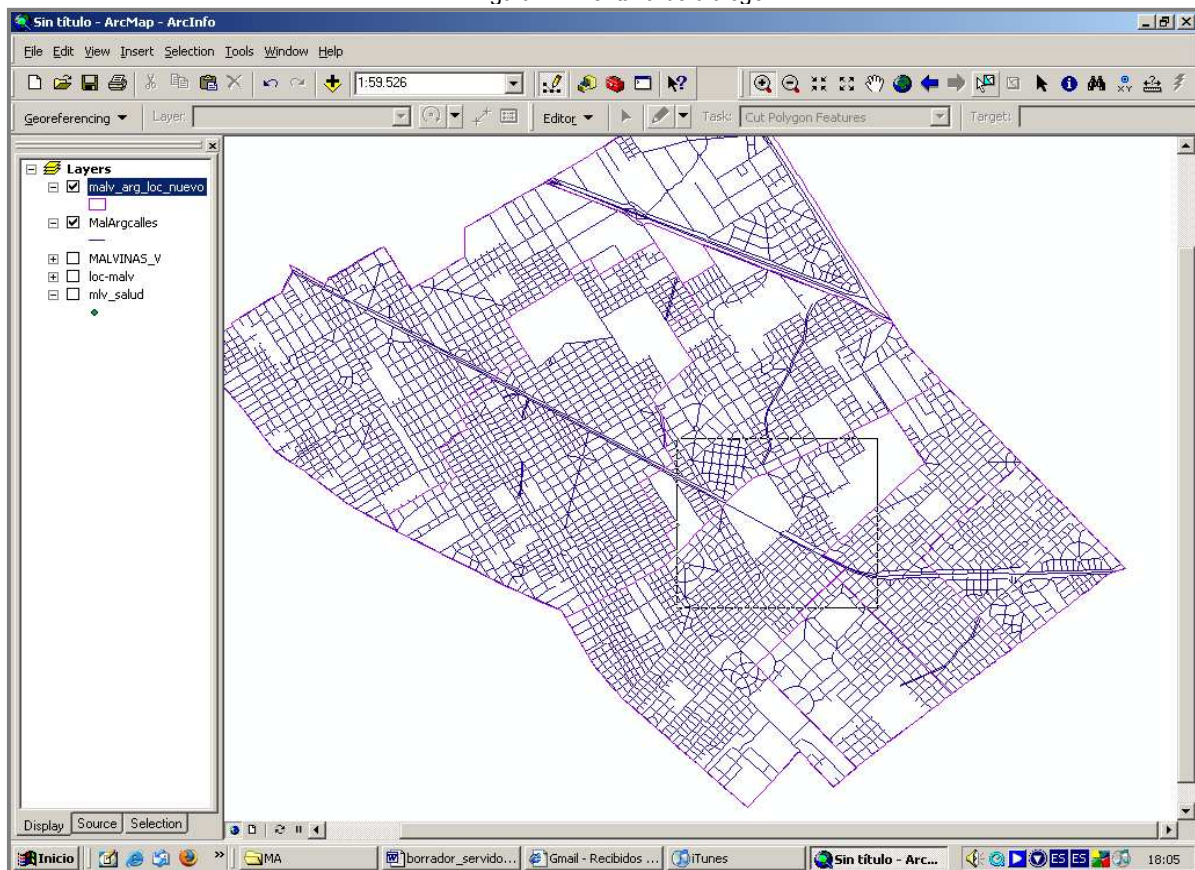 Sin título - ArcMap - ArcInfo
File Edit View Insert Selection Tools Window Help
1:59.526
Georeferencing Layer: Editor Task: Cut Polygon Features Target:
Layers
malv_arg_loc_nuevo
MalArgcalles
MALVINAS_V
loc-malv
mlv_salud
Display Source Selection
Inicio » MA borrador_servido... Gmail - Recibidos ... iTunes Sin título - Arc... ES ES 18:05